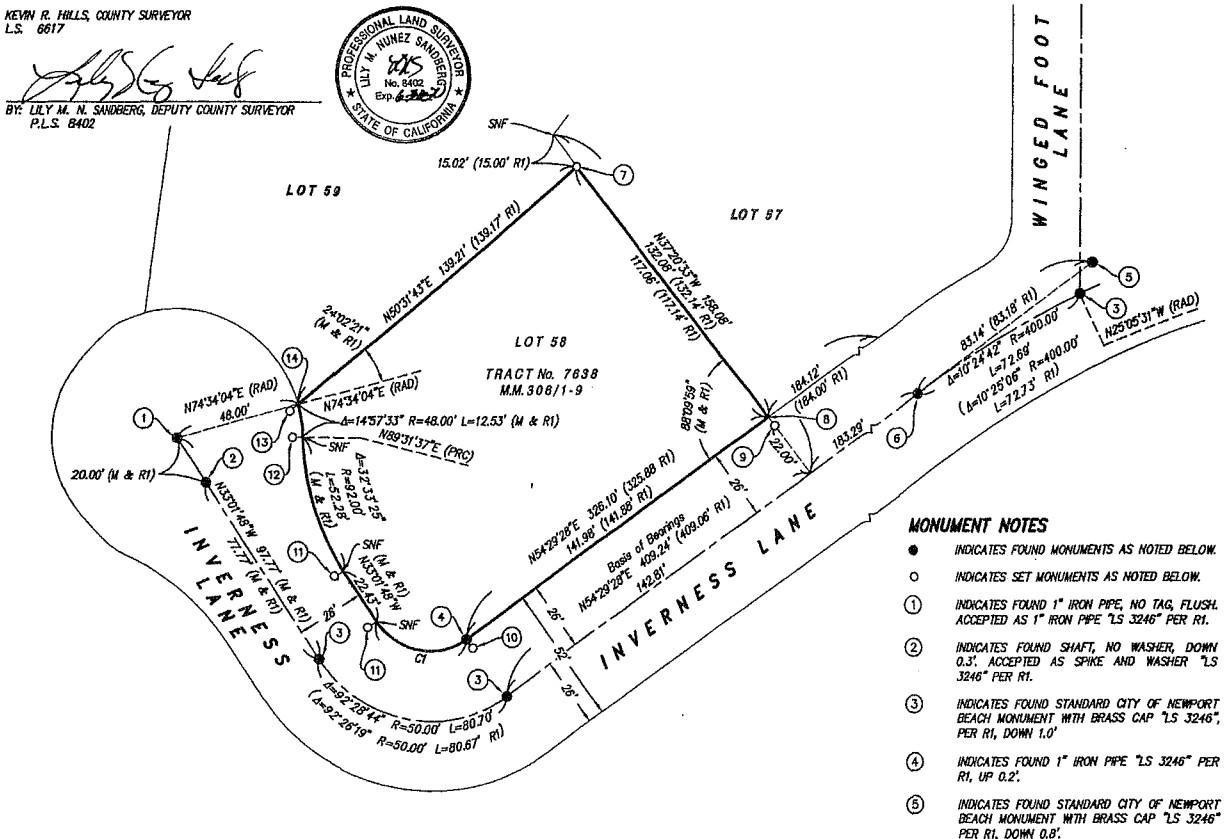 KEVIN R. HILLS, COUNTY SURVEYOR
L.S. 6617
BY: LILY M. N. SANDBERG, DEPUTY COUNTY SURVEYOR
P.L.S. 8402
PROFESSIONAL LAND SURVEYOR
LILY M. NUNEZ SANDBERG
LNS
No. 8402
Exp.
STATE OF CALIFORNIA
WINGED FOOT
LANE
SNF
15.02' (15.00' R1)
7
LOT 59
LOT 57
N50°31'43"E 139.21' (139.17' R1)
N37°20'33"W 158.08'
132.08' (132.14' R1)
117.06' (117.14' R1)
5
3
N25°05'31"W (RAD)
83.14' (83.18' R1)
Δ=10°24'42" R=400.00'
L=72.69'
(Δ=10°25'06" R=400.00'
L=72.73' R1)
24°02'21"
(M & R1)
LOT 58
TRACT No. 7638
M.M. 308/1-9
14
N74°34'04"E (RAD)
48.00'
N74°34'04"E (RAD)
184.12'
(184.00' R1)
88°09'59"
(M & R1)
8
6
1
13
Δ=14°57'33" R=48.00' L=12.53' (M & R1)
SNF
N89°31'37"E (PRC)
12
9
22.00'
183.29'
20.00' (M & R1)
2
Δ=32°33'25"
R=92.00'
L=52.28'
(M & R1)
26'
N54°29'28"E 326.10' (325.88 R1)
141.98' (141.88' R1)
Basis of Bearings
N54°29'28"E 409.24' (409.06' R1)
142.81'
N33°01'48"W 97.77' (M & R1)
77.77' (M & R1)
INVERNESS
LANE
11
SNF
N33°01'48"W
22.43' (M & R1)
26'
SNF
3
11
C1
4
10
26'
52'
26'
INVERNESS LANE
3
Δ=92°28'44" R=50.00' L=80.70'
(Δ=92°26'19" R=50.00' L=80.67' R1)
MONUMENT NOTES
INDICATES FOUND MONUMENTS AS NOTED BELOW.
INDICATES SET MONUMENTS AS NOTED BELOW.
1 INDICATES FOUND 1" IRON PIPE, NO TAG, FLUSH.
ACCEPTED AS 1" IRON PIPE "LS 3246" PER R1.
2 INDICATES FOUND SHAFT, NO WASHER, DOWN
0.3'. ACCEPTED AS SPIKE AND WASHER "LS
3246" PER R1.
3 INDICATES FOUND STANDARD CITY OF NEWPORT
BEACH MONUMENT WITH BRASS CAP "LS 3246",
PER R1, DOWN 1.0'
4 INDICATES FOUND 1" IRON PIPE "LS 3246" PER
R1, UP 0.2'.
5 INDICATES FOUND STANDARD CITY OF NEWPORT
BEACH MONUMENT WITH BRASS CAP "LS 3246"
PER R1, DOWN 0.8'.